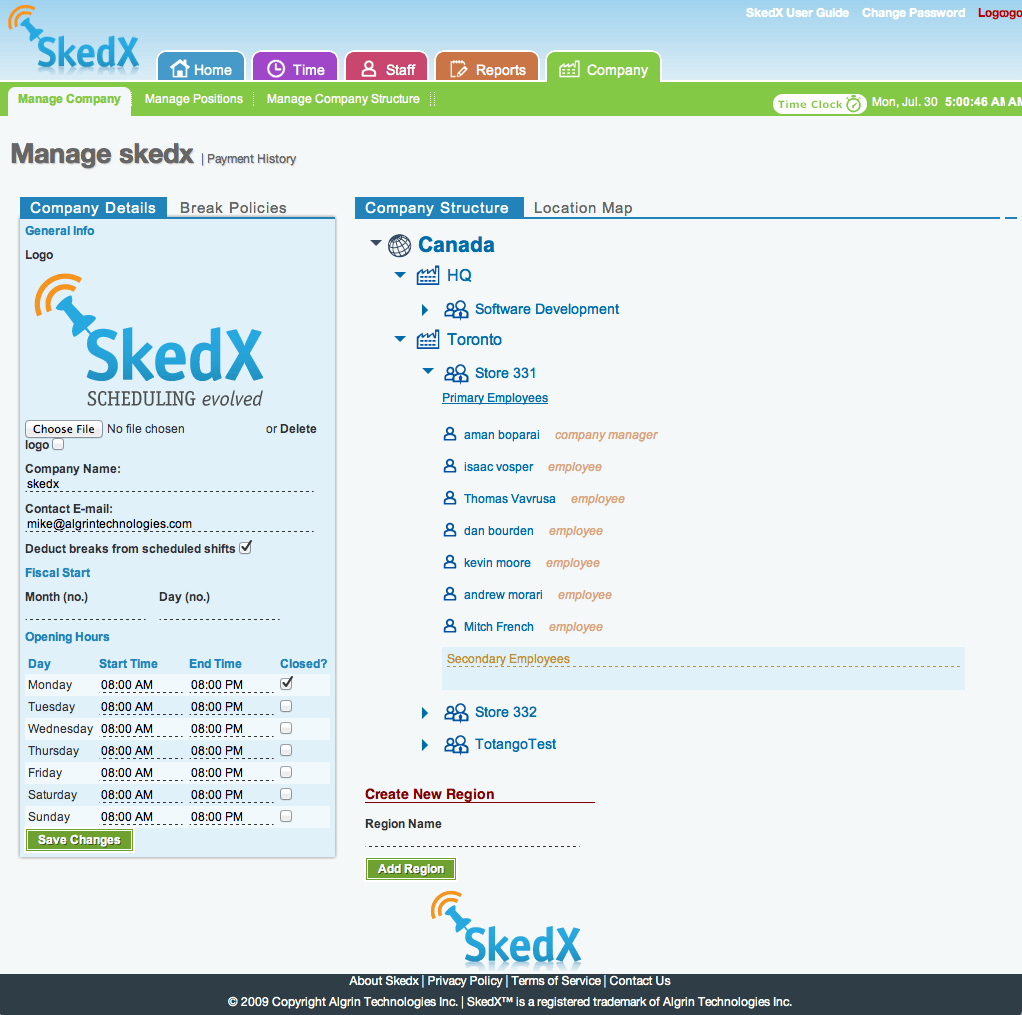 SkedX User Guide Change Password
SkedX
Home Time Staff Reports Company
Manage Company Manage Positions Manage Company Structure
Time Clock Mon, Jul. 30 5:00:46 AM
Manage skedx | Payment History
Company Details Break Policies
General Info
Logo
SkedX
SCHEDULING evolved
Choose File No file chosen or Delete
logo
Company Name:
skedx
Contact E-mail:
mike@algrintechnologies.com
Deduct breaks from scheduled shifts
Fiscal Start
Month (no.) Day (no.)
Opening Hours
Day Start Time End Time Closed?
Monday 08:00 AM 08:00 PM
Tuesday 08:00 AM 08:00 PM
Wednesday 08:00 AM 08:00 PM
Thursday 08:00 AM 08:00 PM
Friday 08:00 AM 08:00 PM
Saturday 08:00 AM 08:00 PM
Sunday 08:00 AM 08:00 PM
Save Changes
Company Structure Location Map
Canada
HQ
Software Development
Toronto
Store 331
Primary Employees
aman boparai company manager
isaac vosper employee
Thomas Vavrusa employee
dan bourden employee
kevin moore employee
andrew morari employee
Mitch French employee
Secondary Employees
Store 332
TotangoTest
Create New Region
Region Name
Add Region
SkedX
About Skedx | Privacy Policy | Terms of Service | Contact Us
© 2009 Copyright Algrin Technologies Inc. | SkedX™ is a registered trademark of Algrin Technologies Inc.